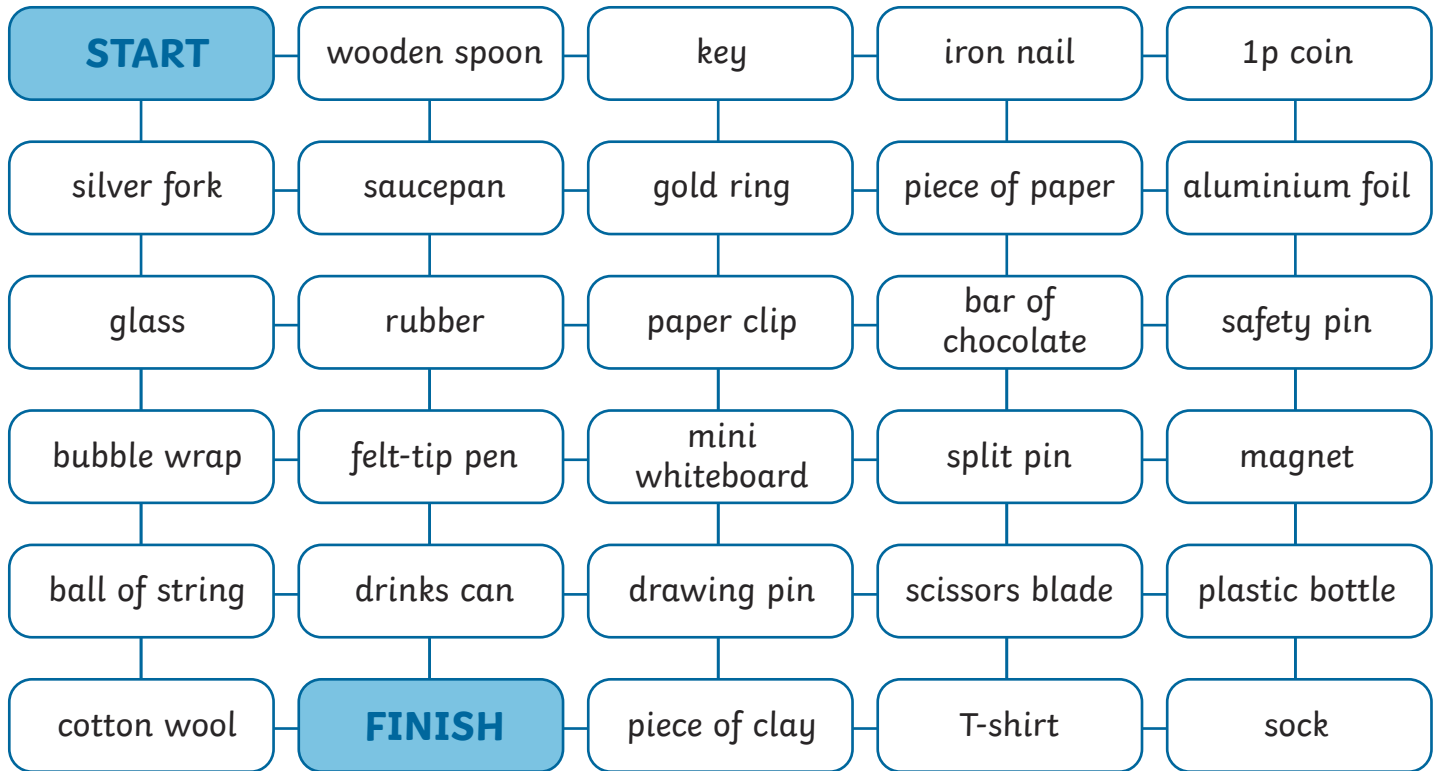 START
wooden spoon
key
iron nail
1p coin
silver fork
saucepan
gold ring
piece of paper
aluminium foil
glass
rubber
paper clip
bar of
chocolate
safety pin
bubble wrap
felt-tip pen
mini
whiteboard
split pin
magnet
ball of string
drinks can
drawing pin
scissors blade
plastic bottle
cotton wool
FINISH
piece of clay
T-shirt
sock